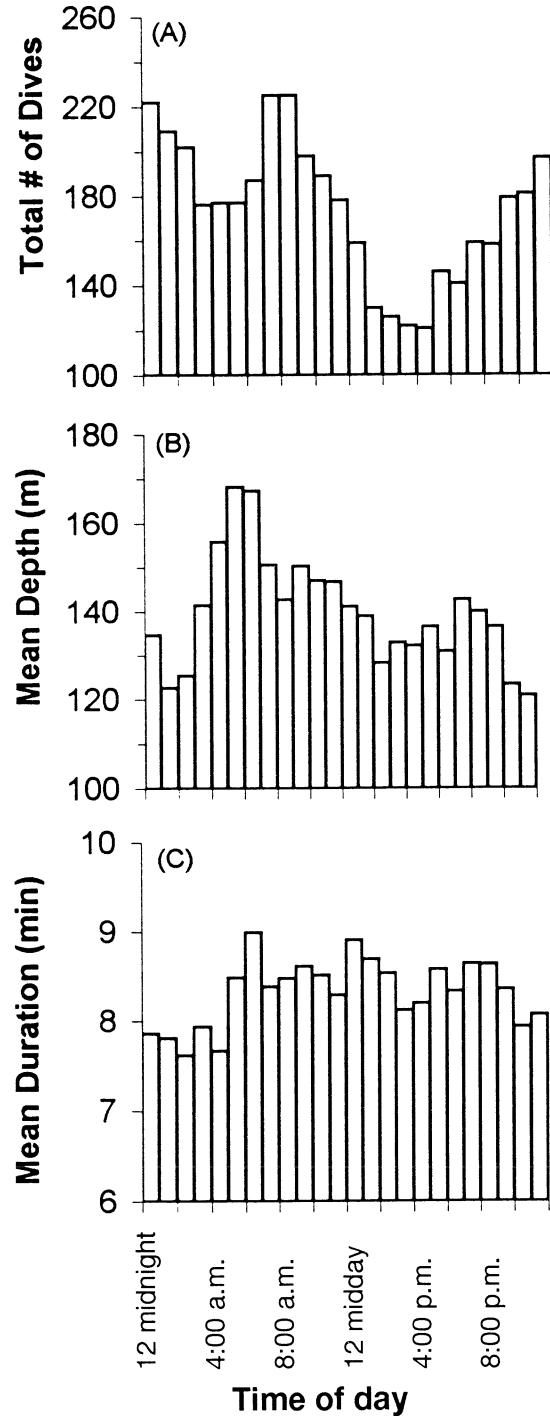 (A)
Total # of Dives
260
220
180
140
100
(B)
Mean Depth (m)
180
160
140
120
100
(C)
Mean Duration (min)
10
9
8
7
6
12 midnight
4:00 a.m.
8:00 a.m.
12 midday
4:00 p.m.
8:00 p.m.
Time of day